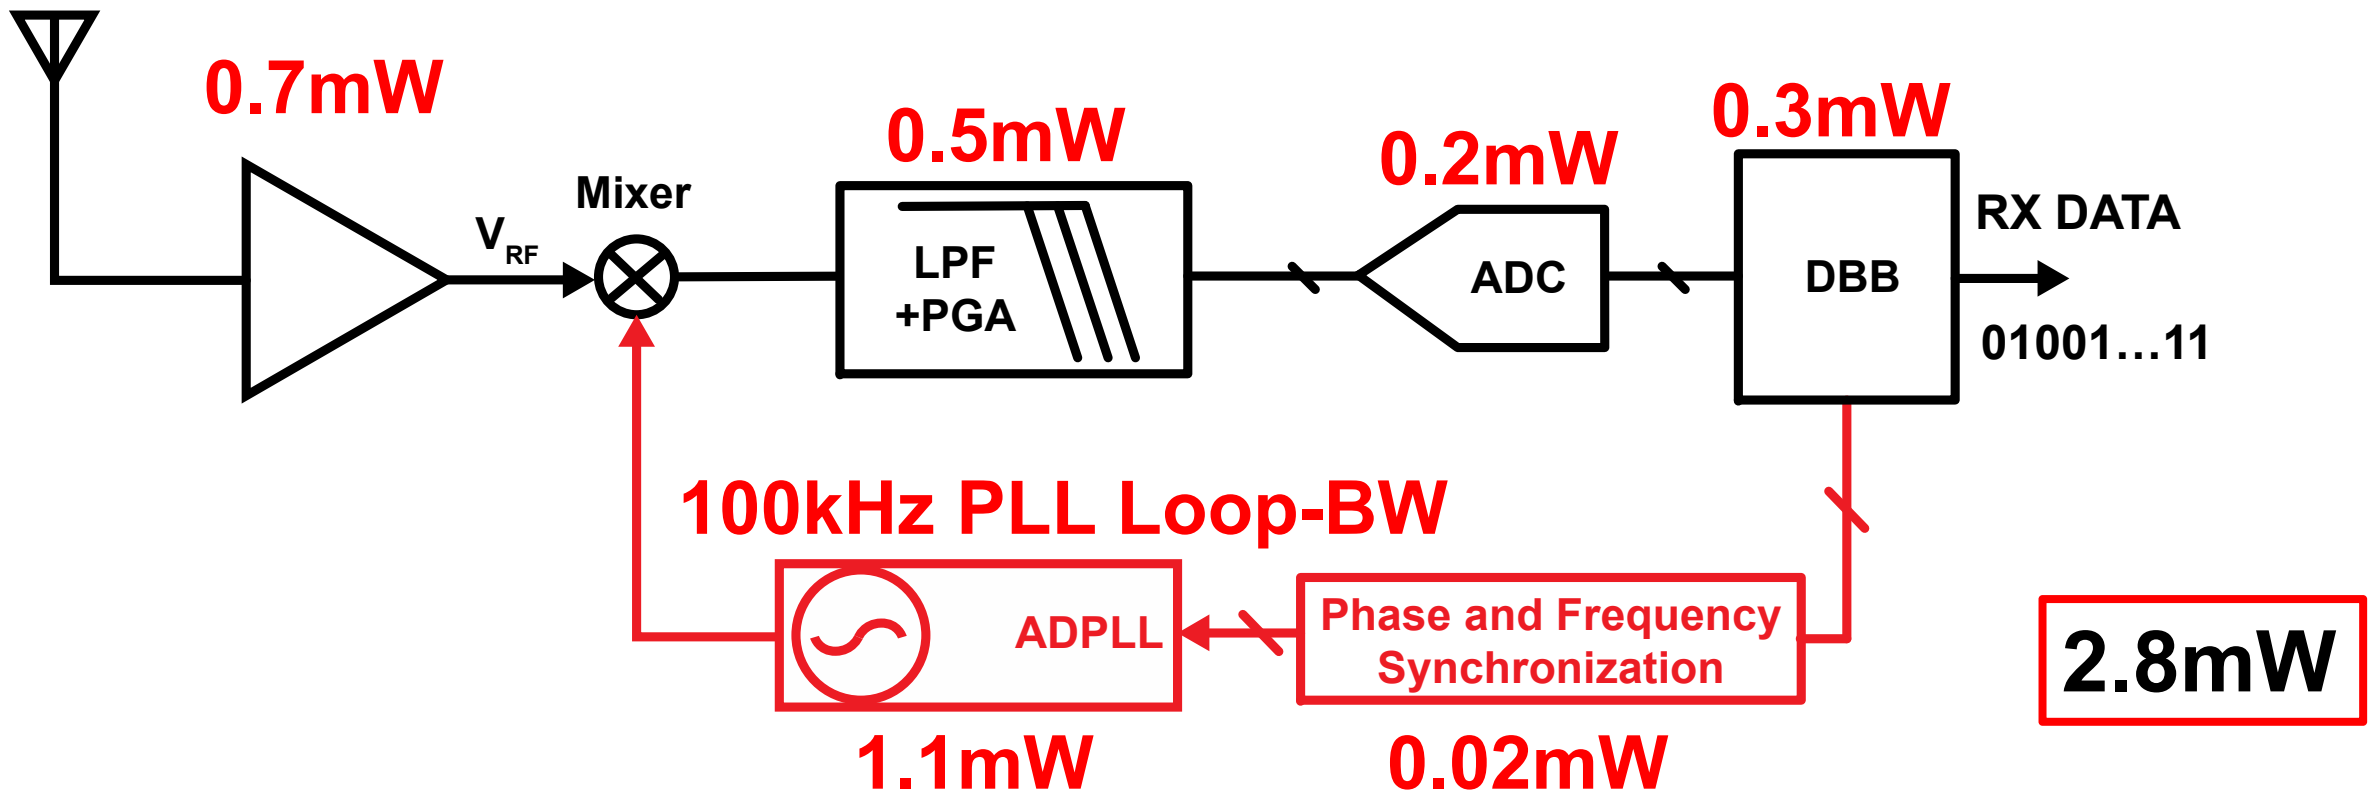 0.7mW
0.5mW
0.2mW
0.3mW
Mixer
VRF
LPF
+PGA
ADC
DBB
RX DATA
01001...11
100kHz PLL Loop-BW
ADPLL
Phase and Frequency
Synchronization
2.8mW
1.1mW
0.02mW